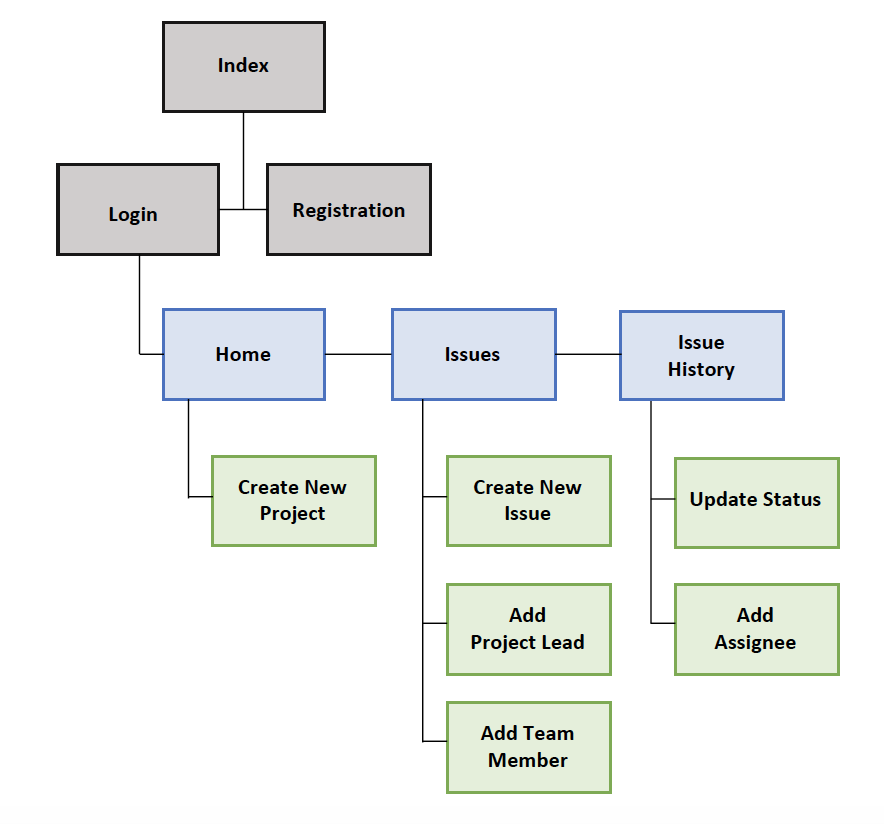 Index
Login
Registration
Home
Issues
Issue
History
Create New
Project
Create New
Issue
Update Status
Add
Project Lead
Add
Assignee
Add Team
Member